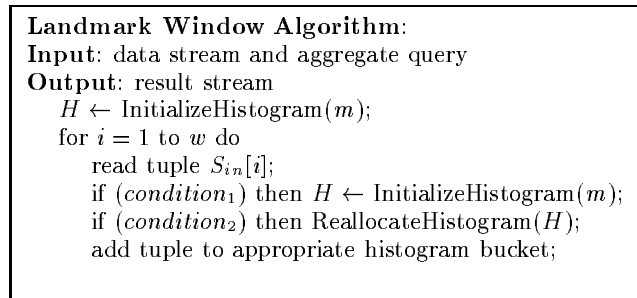 Landmark Window Algorithm:
Input: data stream and aggregate query
Output: result stream
H ← InitializeHistogram(m);
for i = 1 to w do
read tuple S_in[i];
if (condition_1) then H ← InitializeHistogram(m);
if (condition_2) then ReallocateHistogram(H);
add tuple to appropriate histogram bucket;